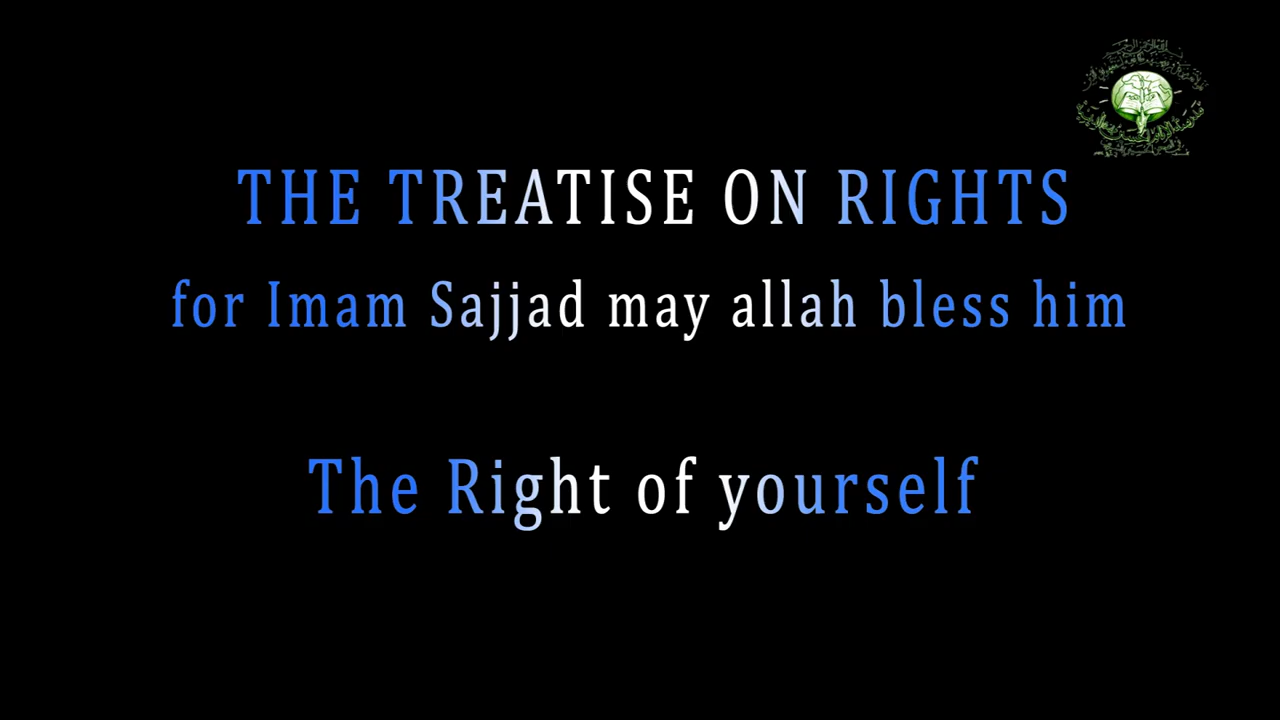 THE TREATISE ON RIGHTS
for Imam Sajjad may allah bless him
The Right of yourself